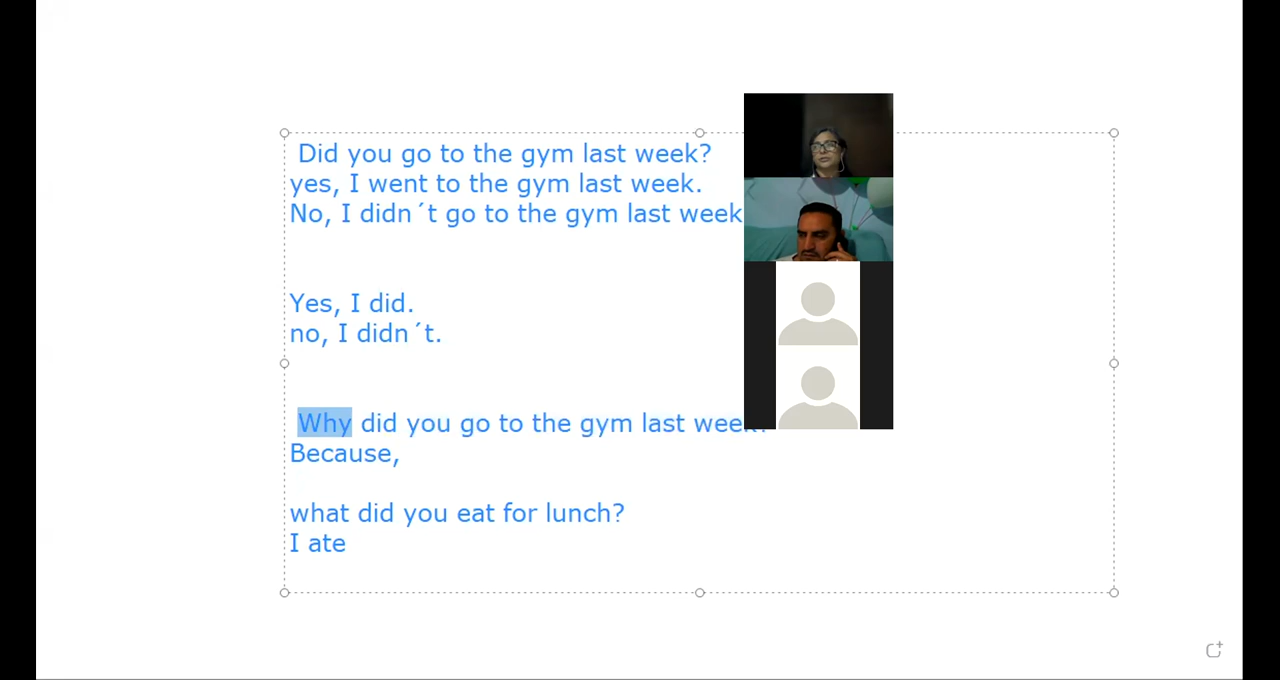 Did you go to the gym last week?
yes, I went to the gym last week.
No, I didn´t go to the gym last week
Yes, I did.
no, I didn´t.
Why did you go to the gym last week?
Because,
what did you eat for lunch?
I ate